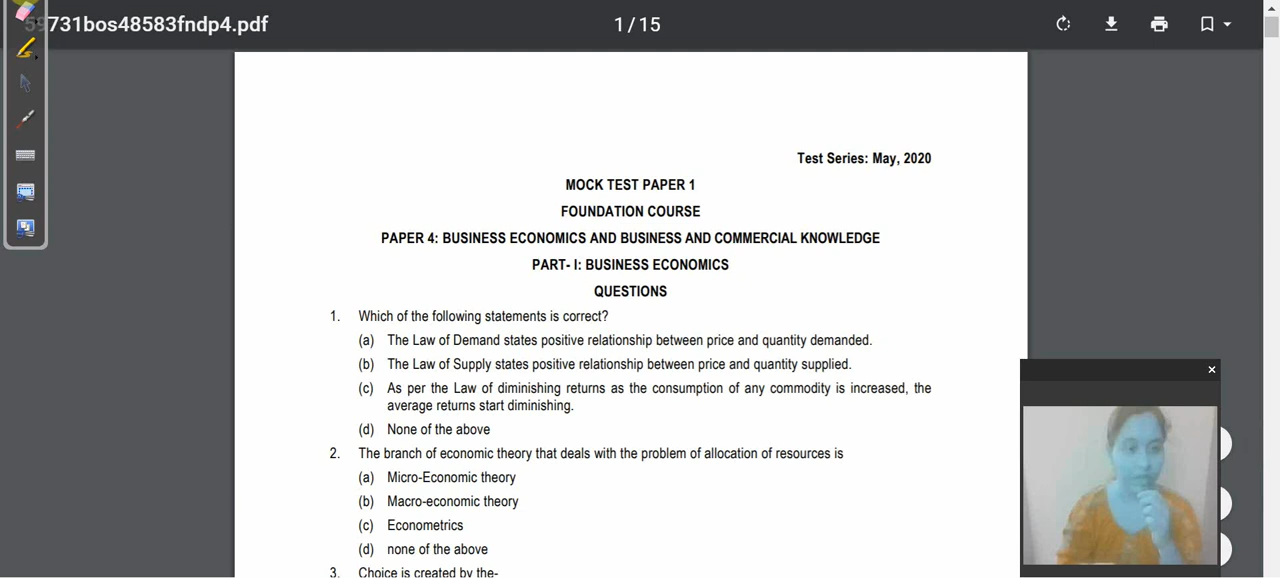 59731bos48583fndp4.pdf
1 / 15
Test Series: May, 2020
MOCK TEST PAPER 1
FOUNDATION COURSE
PAPER 4: BUSINESS ECONOMICS AND BUSINESS AND COMMERCIAL KNOWLEDGE
PART- I: BUSINESS ECONOMICS
QUESTIONS
1. Which of the following statements is correct?
(a) The Law of Demand states positive relationship between price and quantity demanded.
(b) The Law of Supply states positive relationship between price and quantity supplied.
(c) As per the Law of diminishing returns as the consumption of any commodity is increased, the
average returns start diminishing.
(d) None of the above
2. The branch of economic theory that deals with the problem of allocation of resources is
(a) Micro-Economic theory
(b) Macro-economic theory
(c) Econometrics
(d) none of the above
3. Choice is created by the-